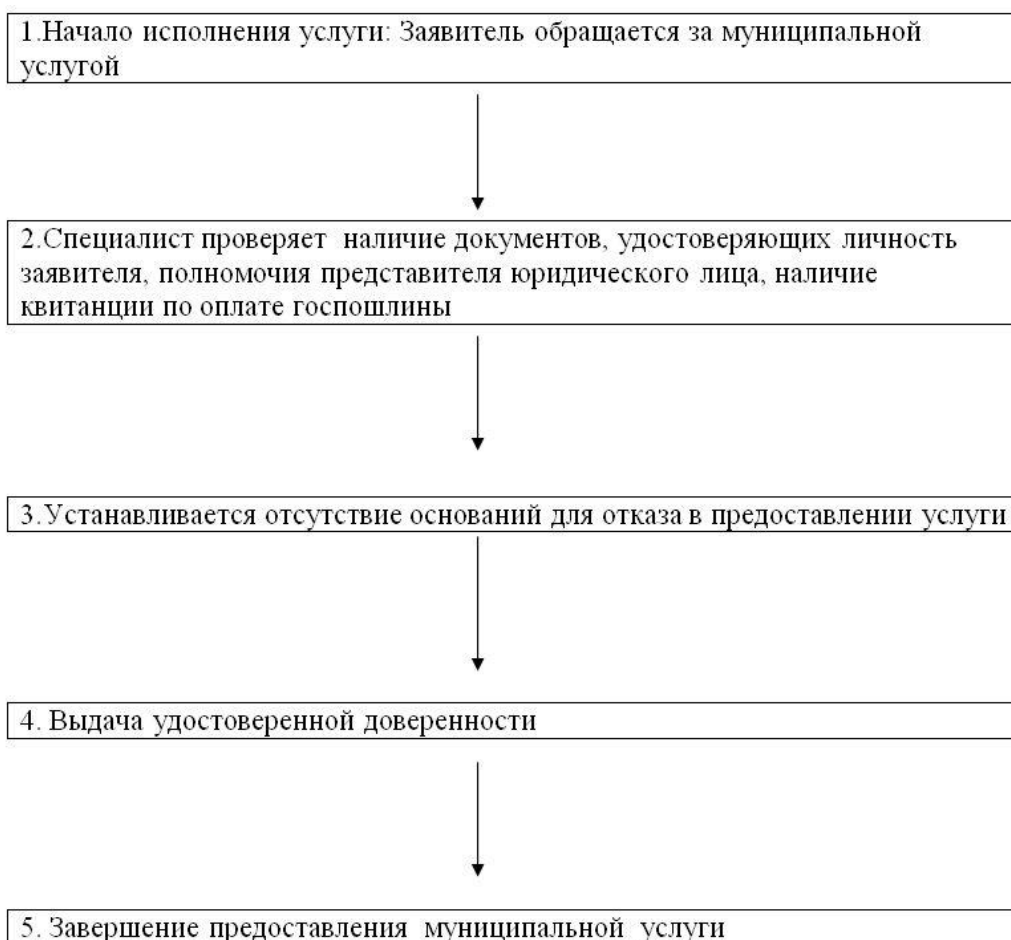 1.Начало исполнения услуги: Заявитель обращается за муниципальной
услугой
2.Специалист проверяет наличие документов, удостоверяющих личность
заявителя, полномочия представителя юридического лица, наличие
квитанции по оплате госпошлины
3.Устанавливается отсутствие оснований для отказа в предоставлении услуги
4. Выдача удостоверенной доверенности
5. Завершение предоставления муниципальной услуги